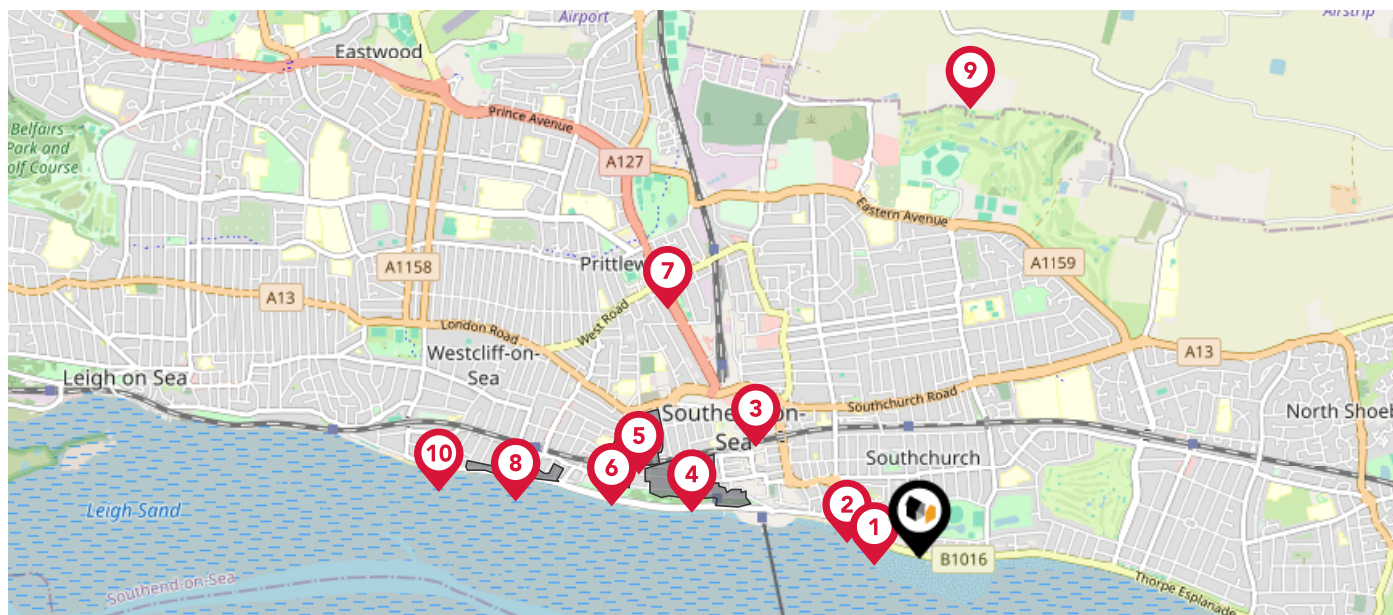 Airport
Airstrip
Eastwood
9
Prince Avenue
Belfairs
Park and
olf Course
A127
Eastern Avenue
Prittlew
7
A1158
A1159
A13
West Road
London Road
Westcliff-on-
Sea
A13
Leigh on Sea
Southchurch Road
3
Southe
on-
Sea
North Shoeb
5
10
8
6
4
Southchurch
2
1
Leigh Sand
B1016
Southend-on-Sea
Thorpe Esplanade